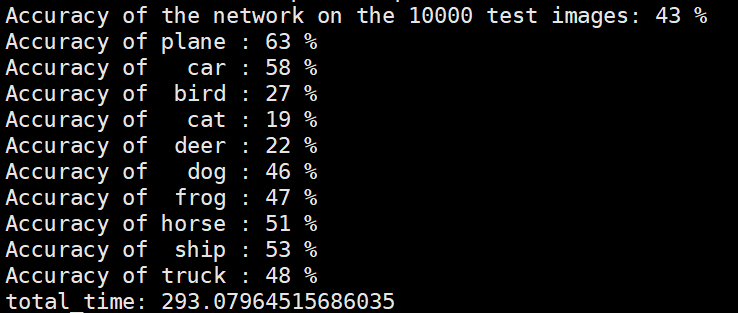 Accuracy of the network on the 10000 test images: 43 %
Accuracy of plane : 63 %
Accuracy of   car : 58 %
Accuracy of  bird : 27 %
Accuracy of   cat : 19 %
Accuracy of  deer : 22 %
Accuracy of   dog : 46 %
Accuracy of  frog : 47 %
Accuracy of horse : 51 %
Accuracy of  ship : 53 %
Accuracy of truck : 48 %
total_time: 293.07964515686035